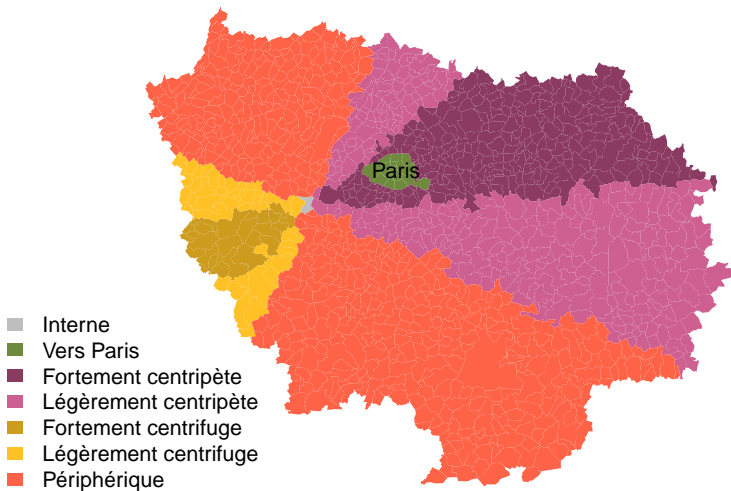 Paris
Interne
Vers Paris
Fortement centripète
Légèrement centripète
Fortement centrifuge
Légèrement centrifuge
Périphérique